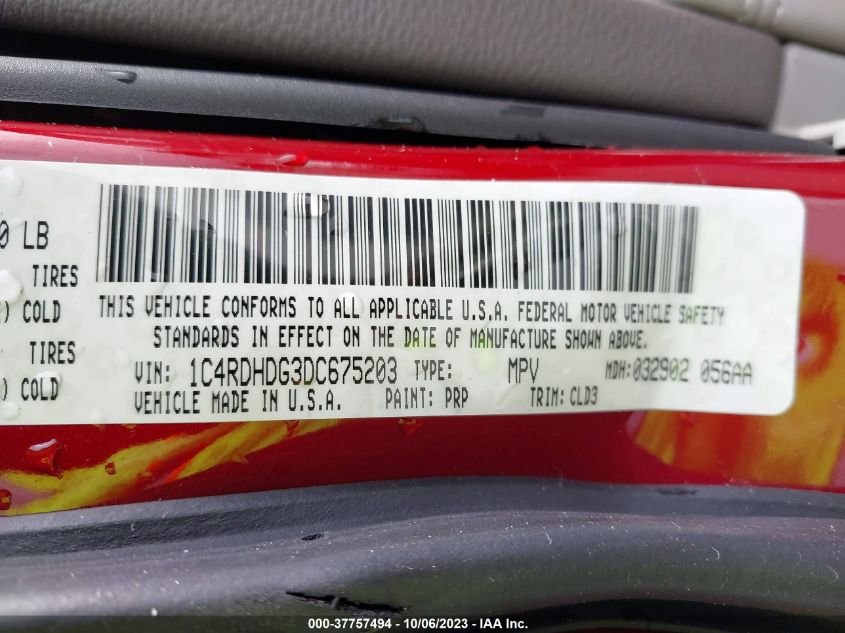 0 LB
TIRES
) COLD
TIRES
) COLD
THIS VEHICLE CONFORMS TO ALL APPLICABLE U.S.A. FEDERAL MOTOR VEHICLE SAFETY
STANDARDS IN EFFECT ON THE DATE OF MANUFACTURE SHOWN ABOVE.
VIN: 1C4RDHDG3DC675203 TYPE: MPV MDH: 032902 056AA
VEHICLE MADE IN U.S.A. PAINT: PRP TRIM: CLD3
000-37757494 - 10/06/2023 - IAA Inc.